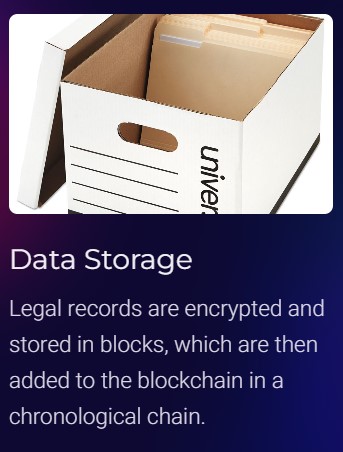 univer
Data Storage
Legal records are encrypted and
stored in blocks, which are then
added to the blockchain in a
chronological chain.